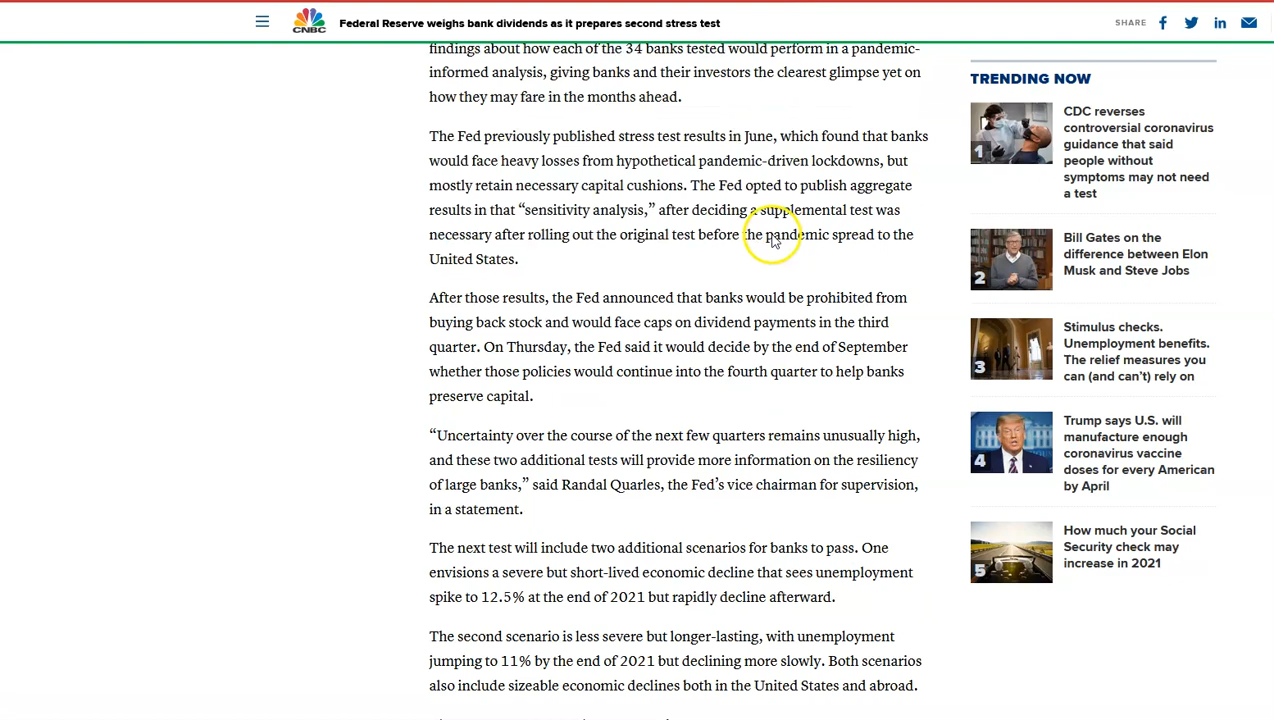 CNBC
Federal Reserve weighs bank dividends as it prepares second stress test
SHARE
findings about how each of the 34 banks tested would perform in a pandemic-
informed analysis, giving banks and their investors the clearest glimpse yet on
how they may fare in the months ahead.
The Fed previously published stress test results in June, which found that banks
would face heavy losses from hypothetical pandemic-driven lockdowns, but
mostly retain necessary capital cushions. The Fed opted to publish aggregate
results in that “sensitivity analysis,” after deciding a supplemental test was
necessary after rolling out the original test before the pandemic spread to the
United States.
After those results, the Fed announced that banks would be prohibited from
buying back stock and would face caps on dividend payments in the third
quarter. On Thursday, the Fed said it would decide by the end of September
whether those policies would continue into the fourth quarter to help banks
preserve capital.
“Uncertainty over the course of the next few quarters remains unusually high,
and these two additional tests will provide more information on the resiliency
of large banks,” said Randal Quarles, the Fed’s vice chairman for supervision,
in a statement.
The next test will include two additional scenarios for banks to pass. One
envisions a severe but short-lived economic decline that sees unemployment
spike to 12.5% at the end of 2021 but rapidly decline afterward.
The second scenario is less severe but longer-lasting, with unemployment
jumping to 11% by the end of 2021 but declining more slowly. Both scenarios
also include sizeable economic declines both in the United States and abroad.
TRENDING NOW
1
CDC reverses
controversial coronavirus
guidance that said
people without
symptoms may not need
a test
2
Bill Gates on the
difference between Elon
Musk and Steve Jobs
3
Stimulus checks.
Unemployment benefits.
The relief measures you
can (and can’t) rely on
4
Trump says U.S. will
manufacture enough
coronavirus vaccine
doses for every American
by April
5
How much your Social
Security check may
increase in 2021